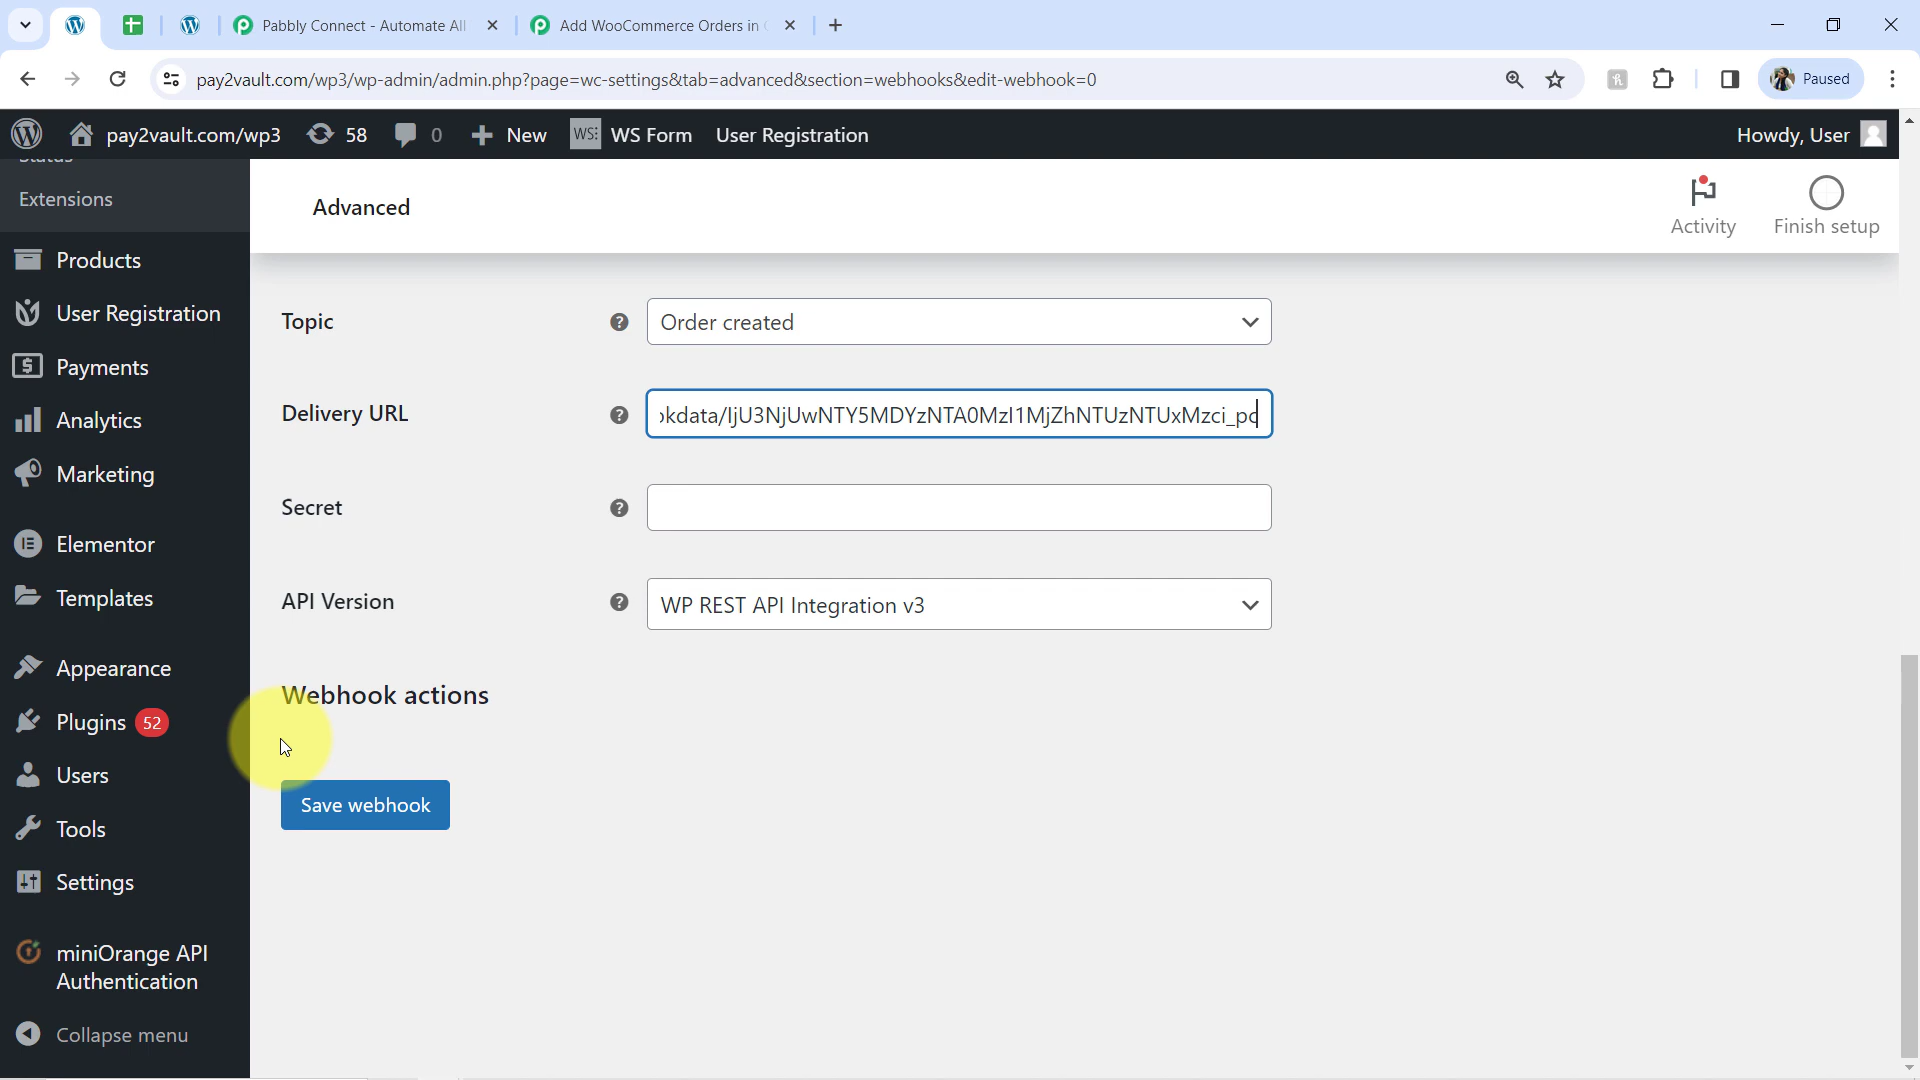 Pabbly Connect - Automate All
Add WooCommerce Orders in
pay2vault.com/wp3/wp-admin/admin.php?page=wc-settings&tab=advanced&section=webhooks&edit-webhook=0
Paused
pay2vault.com/wp3
58
0
New
WS Form
User Registration
Howdy, User
Status
Extensions
Products
User Registration
Payments
Analytics
Marketing
Elementor
Templates
Appearance
Plugins 52
Users
Tools
Settings
miniOrange API
Authentication
Collapse menu
Advanced
Activity
Finish setup
Topic
Order created
Delivery URL
okdata/IjU3NjUwNTY5MDYzNTA0MzI1MjZhNTUzNTUxMzci_pc
Secret
API Version
WP REST API Integration v3
Webhook actions
Save webhook